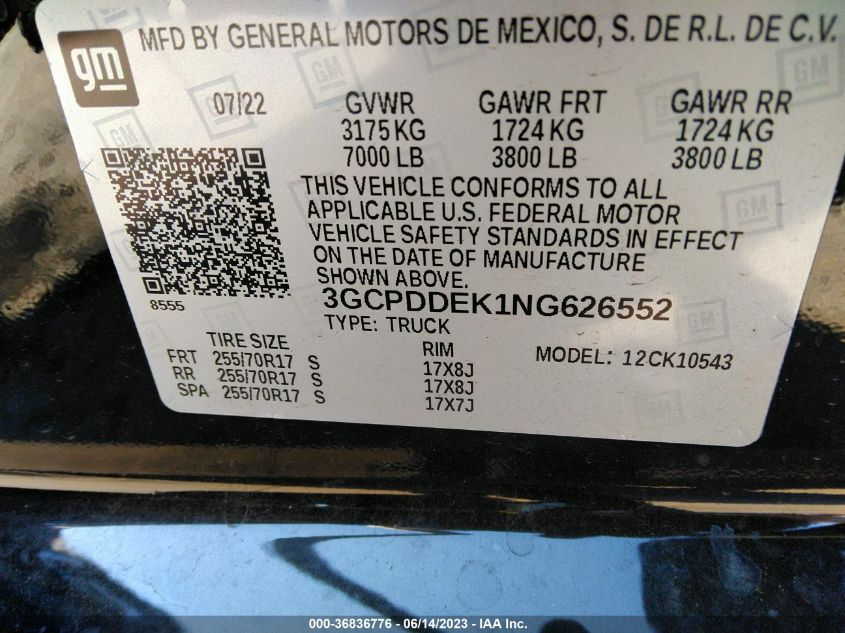 gm MFD BY GENERAL MOTORS DE MEXICO, S. DE R.L. DE C.V.
07/22 GVWR GAWR FRT GAWR RR
3175 KG 1724 KG 1724 KG
7000 LB 3800 LB 3800 LB
THIS VEHICLE CONFORMS TO ALL
APPLICABLE U.S. FEDERAL MOTOR
VEHICLE SAFETY STANDARDS IN EFFECT
ON THE DATE OF MANUFACTURE
SHOWN ABOVE.
8555
3GCPDDEK1NG626552
TYPE: TRUCK
TIRE SIZE RIM MODEL: 12CK10543
FRT 255/70R17 S 17X8J
RR 255/70R17 S 17X8J
SPA 255/70R17 S 17X7J
000-36836776 - 06/14/2023 - IAA Inc.